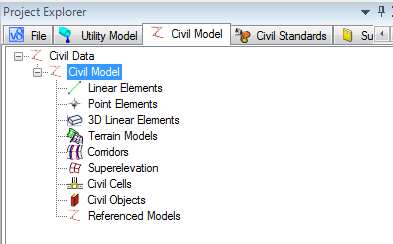 Project Explorer
File Utility Model Civil Model Civil Standards Su
Civil Data
Civil Model
Linear Elements
Point Elements
3D Linear Elements
Terrain Models
Corridors
Superelevation
Civil Cells
Civil Objects
Referenced Models